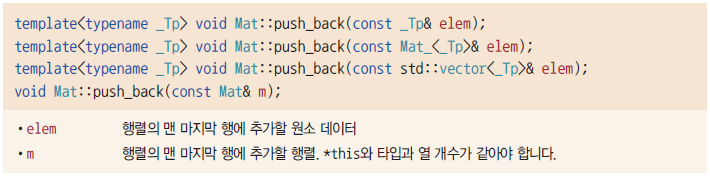 template<typename _Tp> void Mat::push_back(const _Tp& elem);
template<typename _Tp> void Mat::push_back(const Mat_<_Tp>& elem);
template<typename _Tp> void Mat::push_back(const std::vector<_Tp>& elem);
void Mat::push_back(const Mat& m);
• elem 행렬의 맨 마지막 행에 추가할 원소 데이터
• m 행렬의 맨 마지막 행에 추가할 행렬. *this와 타입과 열 개수가 같아야 합니다.